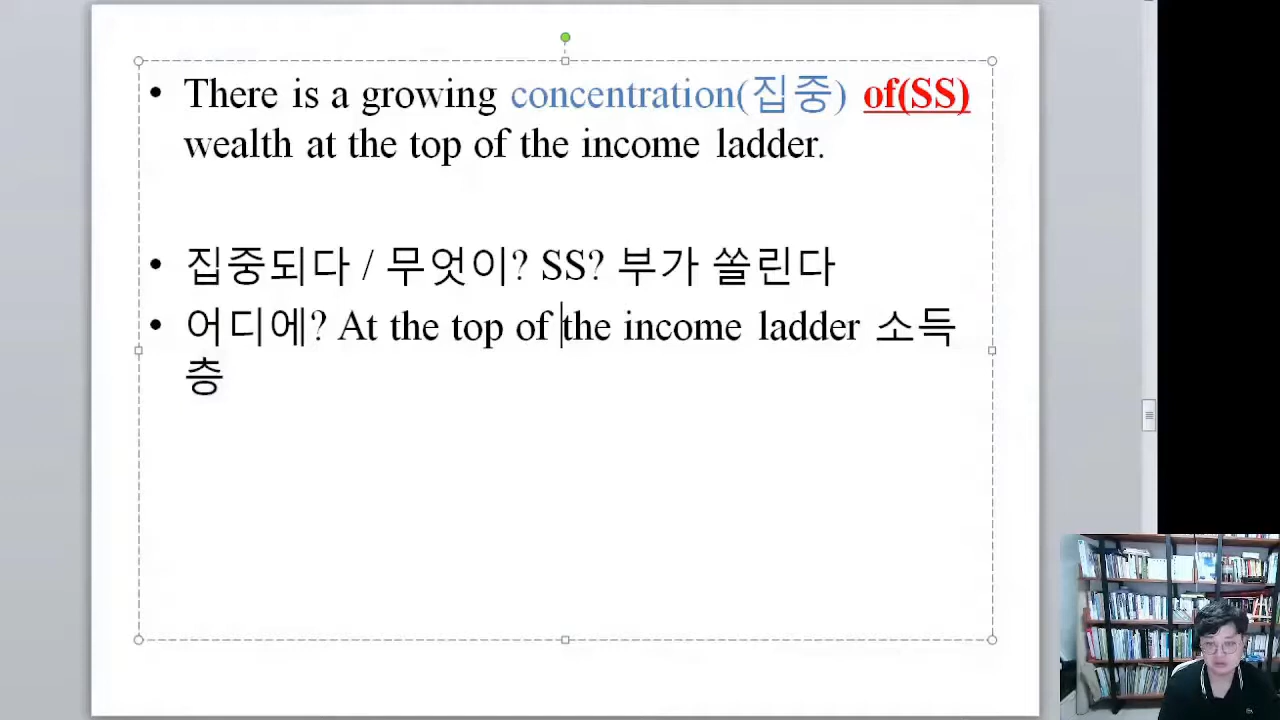 • There is a growing concentration(집중) of(SS)
wealth at the top of the income ladder.
• 집중되다 / 무엇이? SS? 부가 쏠린다
• 어디에? At the top of the income ladder 소득
층